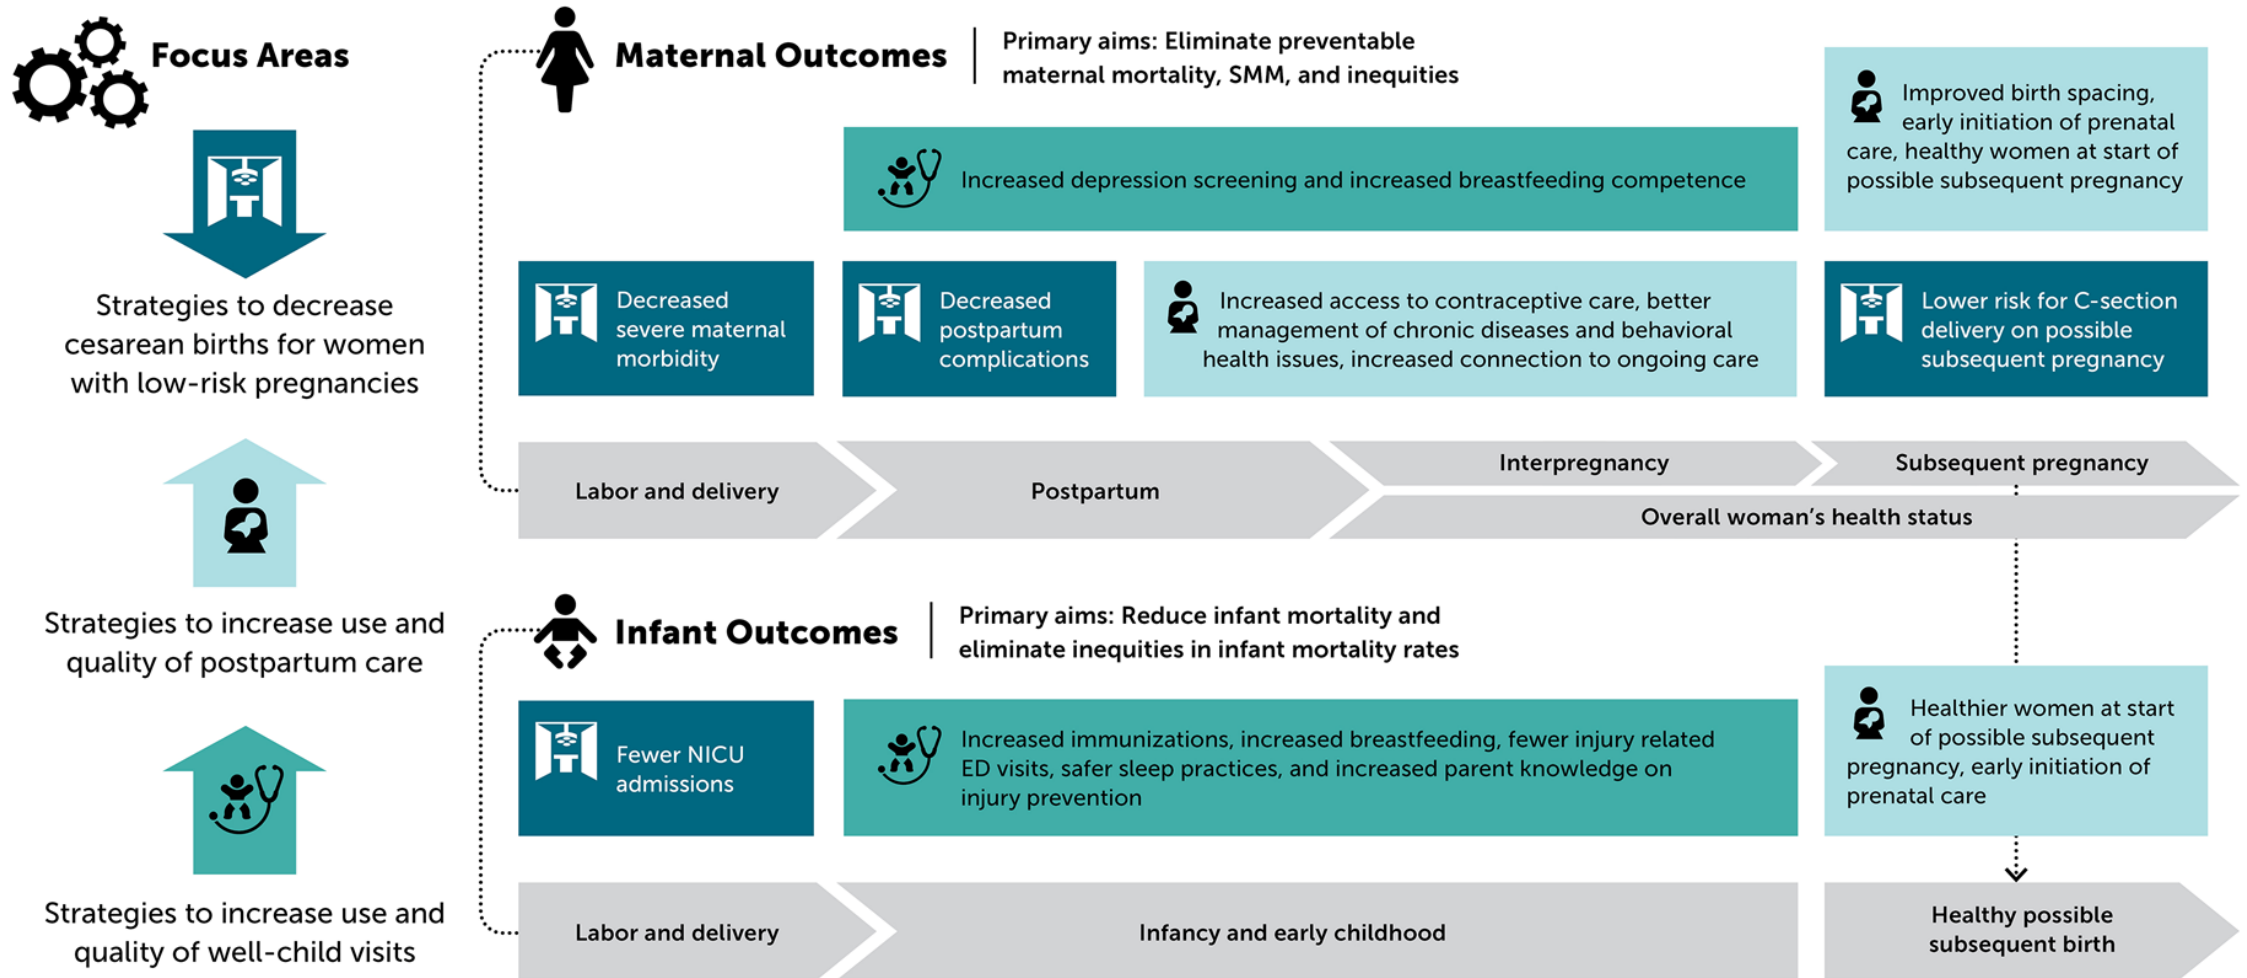 Focus Areas
Strategies to decrease
cesarean births for women
with low-risk pregnancies
Strategies to increase use and
quality of postpartum care
Strategies to increase use and
quality of well-child visits
Maternal Outcomes
Primary aims: Eliminate preventable
maternal mortality, SMM, and inequities
Increased depression screening and increased breastfeeding competence
Improved birth spacing,
early initiation of prenatal
care, healthy women at start of
possible subsequent pregnancy
Decreased
severe maternal
morbidity
Decreased
postpartum
complications
Increased access to contraceptive care, better
management of chronic diseases and behavioral
health issues, increased connection to ongoing care
Lower risk for C-section
delivery on possible
subsequent pregnancy
Labor and delivery
Postpartum
Interpregnancy
Subsequent pregnancy
Overall woman's health status
Infant Outcomes
Primary aims: Reduce infant mortality and
eliminate inequities in infant mortality rates
Fewer NICU
admissions
Increased immunizations, increased breastfeeding, fewer injury related
ED visits, safer sleep practices, and increased parent knowledge on
injury prevention
Healthier women at start
of possible subsequent
pregnancy, early initiation of
prenatal care
Labor and delivery
Infancy and early childhood
Healthy possible
subsequent birth